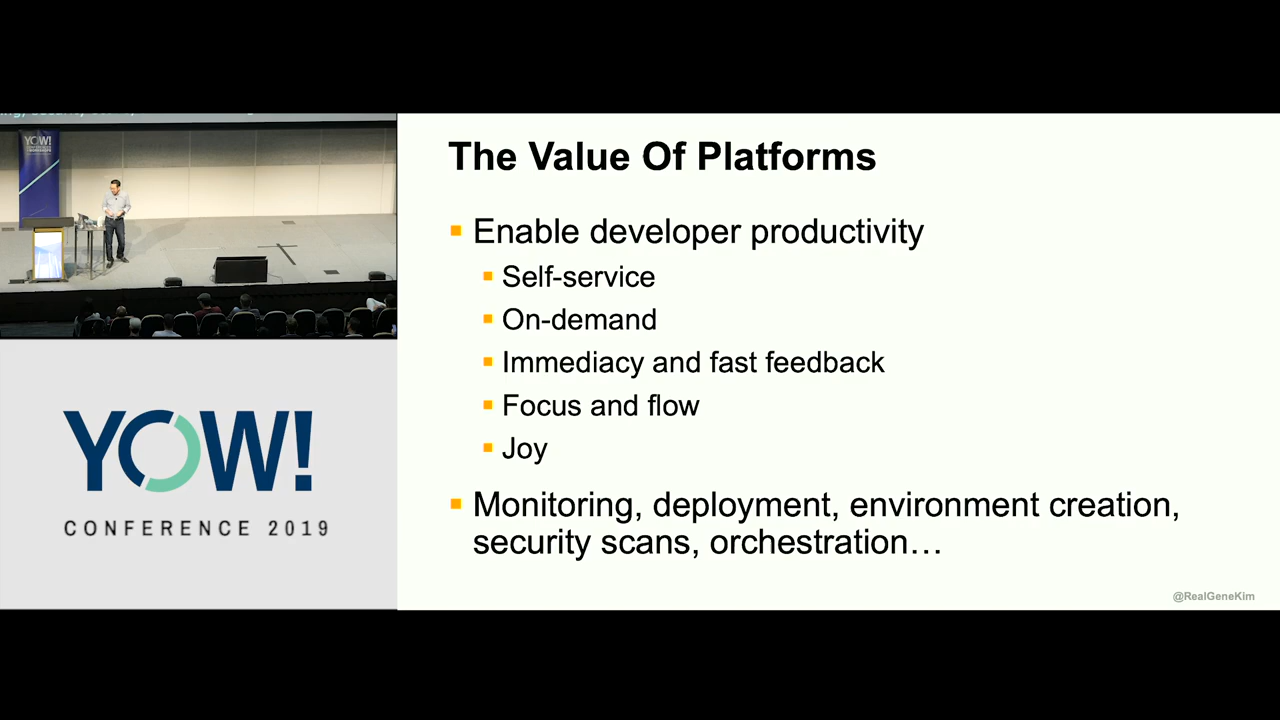 YOW!
The Value Of Platforms
Enable developer productivity
Self-service
On-demand
Immediacy and fast feedback
Focus and flow
Joy
Monitoring, deployment, environment creation,
security scans, orchestration…
@RealGeneKim
YOW!
CONFERENCE 2019